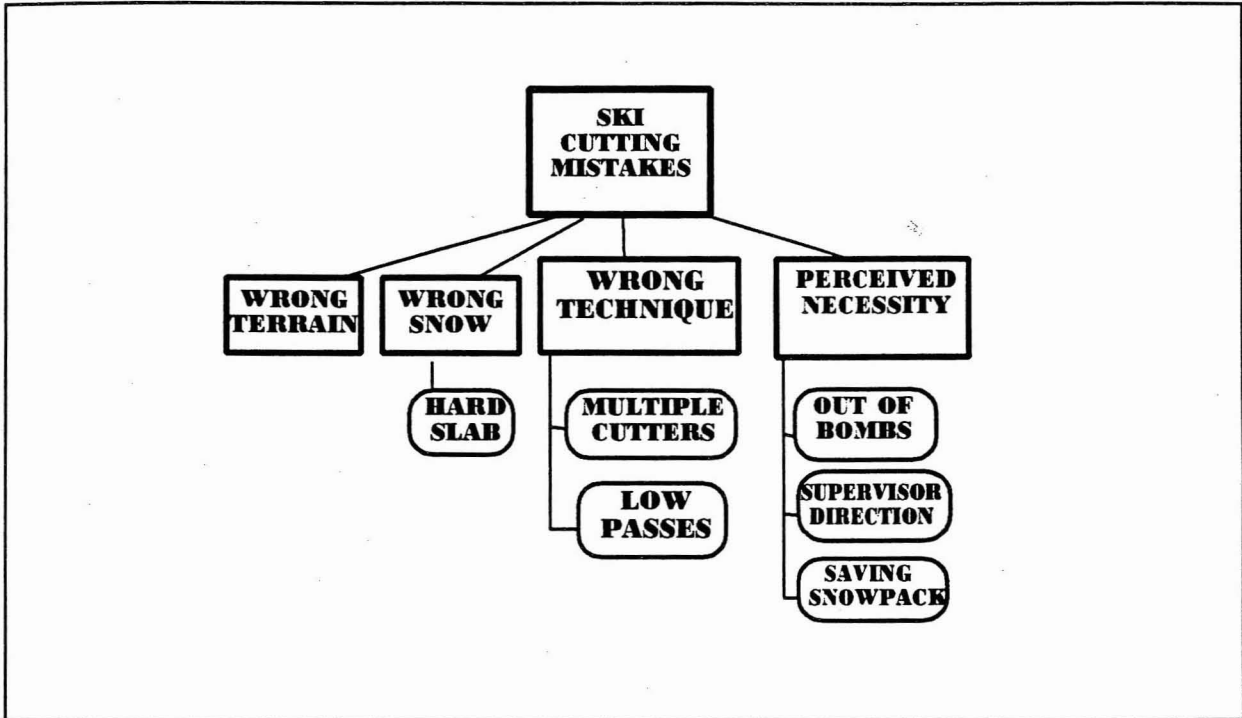 SKI
CUTTING
MISTAKES
WRONG
TERRAIN
WRONG
SNOW
WRONG
TECHNIQUE
PERCEIVED
NECESSITY
HARD
SLAB
MULTIPLE
CUTTERS
LOW
PASSES
OUT OF
BOMBS
SUPERVISOR
DIRECTION
SAVING
SNOWPACK